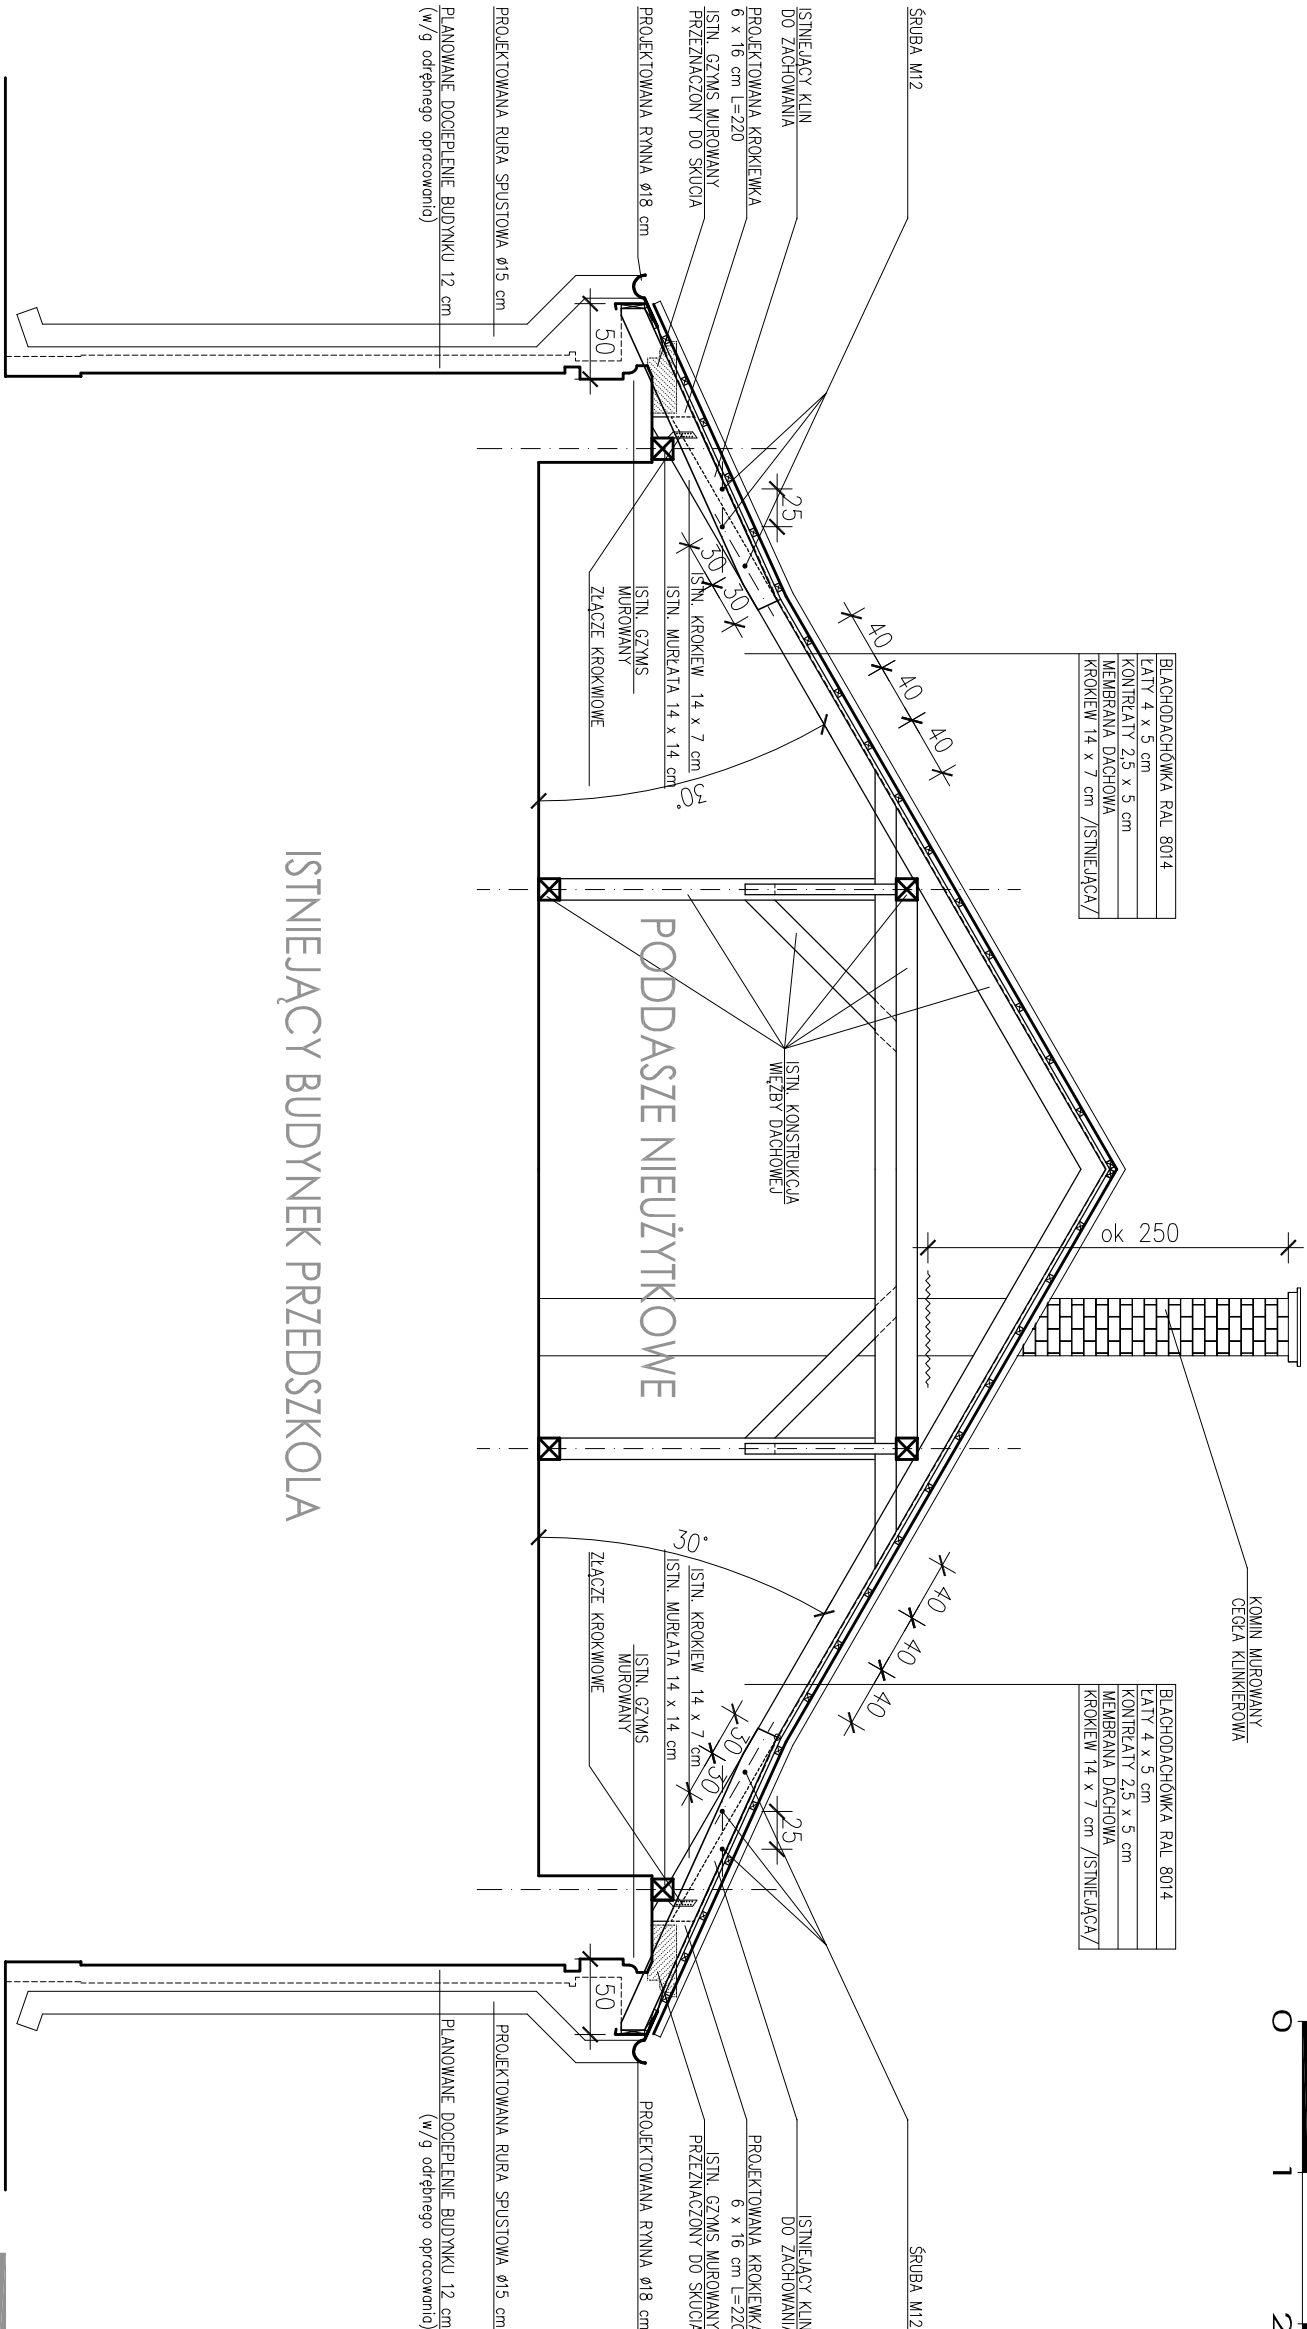 ŚRUBA M12
ISTNIEJĄCY KLIN
DO ZACHOWANIA
PROJEKTOWANA KROKIEWKA
6 x 16 cm L=220
ISTN. GZYMS MUROWANY
PRZEZNACZONY DO SKUCIA
PROJEKTOWANA RYNNA ø18 cm
PROJEKTOWANA RURA SPUSTOWA ø15 cm
PLANOWANE DOCIEPLENIE BUDYNKU 12 cm
(w/g odrębnego opracowania)
50
25
30
30
ISTN. KROKIEW 14 x 7 cm
ISTN. MURŁATA 14 x 14 cm
ISTN. GZYMS
MUROWANY
ZŁĄCZE KROKWIOWE
40
40
40
BLACHODACHÓWKA RAL 8014
ŁATY 4 x 5 cm
KONTRŁATY 2,5 x 5 cm
MEMBRANA DACHOWA
KROKIEW 14 x 7 cm /ISTNIEJĄCA/
30°
PODDASZE NIEUŻYTKOWE
ISTNIEJĄCY BUDYNEK PRZEDSZKOLA
ISTN. KONSTRUKCJA
WIĘŹBY DACHOWEJ
ok 250
KOMIN MUROWANY
CEGŁA KLINKIEROWA
30°
40
40
40
BLACHODACHÓWKA RAL 8014
ŁATY 4 x 5 cm
KONTRŁATY 2,5 x 5 cm
MEMBRANA DACHOWA
KROKIEW 14 x 7 cm /ISTNIEJĄCA/
ISTN. KROKIEW 14 x 7 cm
ISTN. MURŁATA 14 x 14 cm
ISTN. GZYMS
MUROWANY
ZŁĄCZE KROKWIOWE
30
30
25
50
ŚRUBA M12
ISTNIEJĄCY KLIN
DO ZACHOWANIA
PROJEKTOWANA KROKIEWKA
6 x 16 cm L=220
ISTN. GZYMS MUROWANY
PRZEZNACZONY DO SKUCIA
PROJEKTOWANA RYNNA ø18 cm
PROJEKTOWANA RURA SPUSTOWA ø15 cm
PLANOWANE DOCIEPLENIE BUDYNKU 12 cm
(w/g odrębnego opracowania)
0
1
2